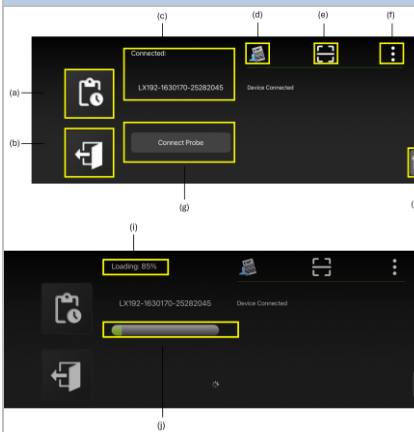 (c)
(d)
(e)
(f)
Connected:
(a)
LX192-1630170-25282045
Device Connected
(b)
Connect Probe
(g)
(i)
Loading: 85%
LX192-1630170-25282045
Device Connected
(j)